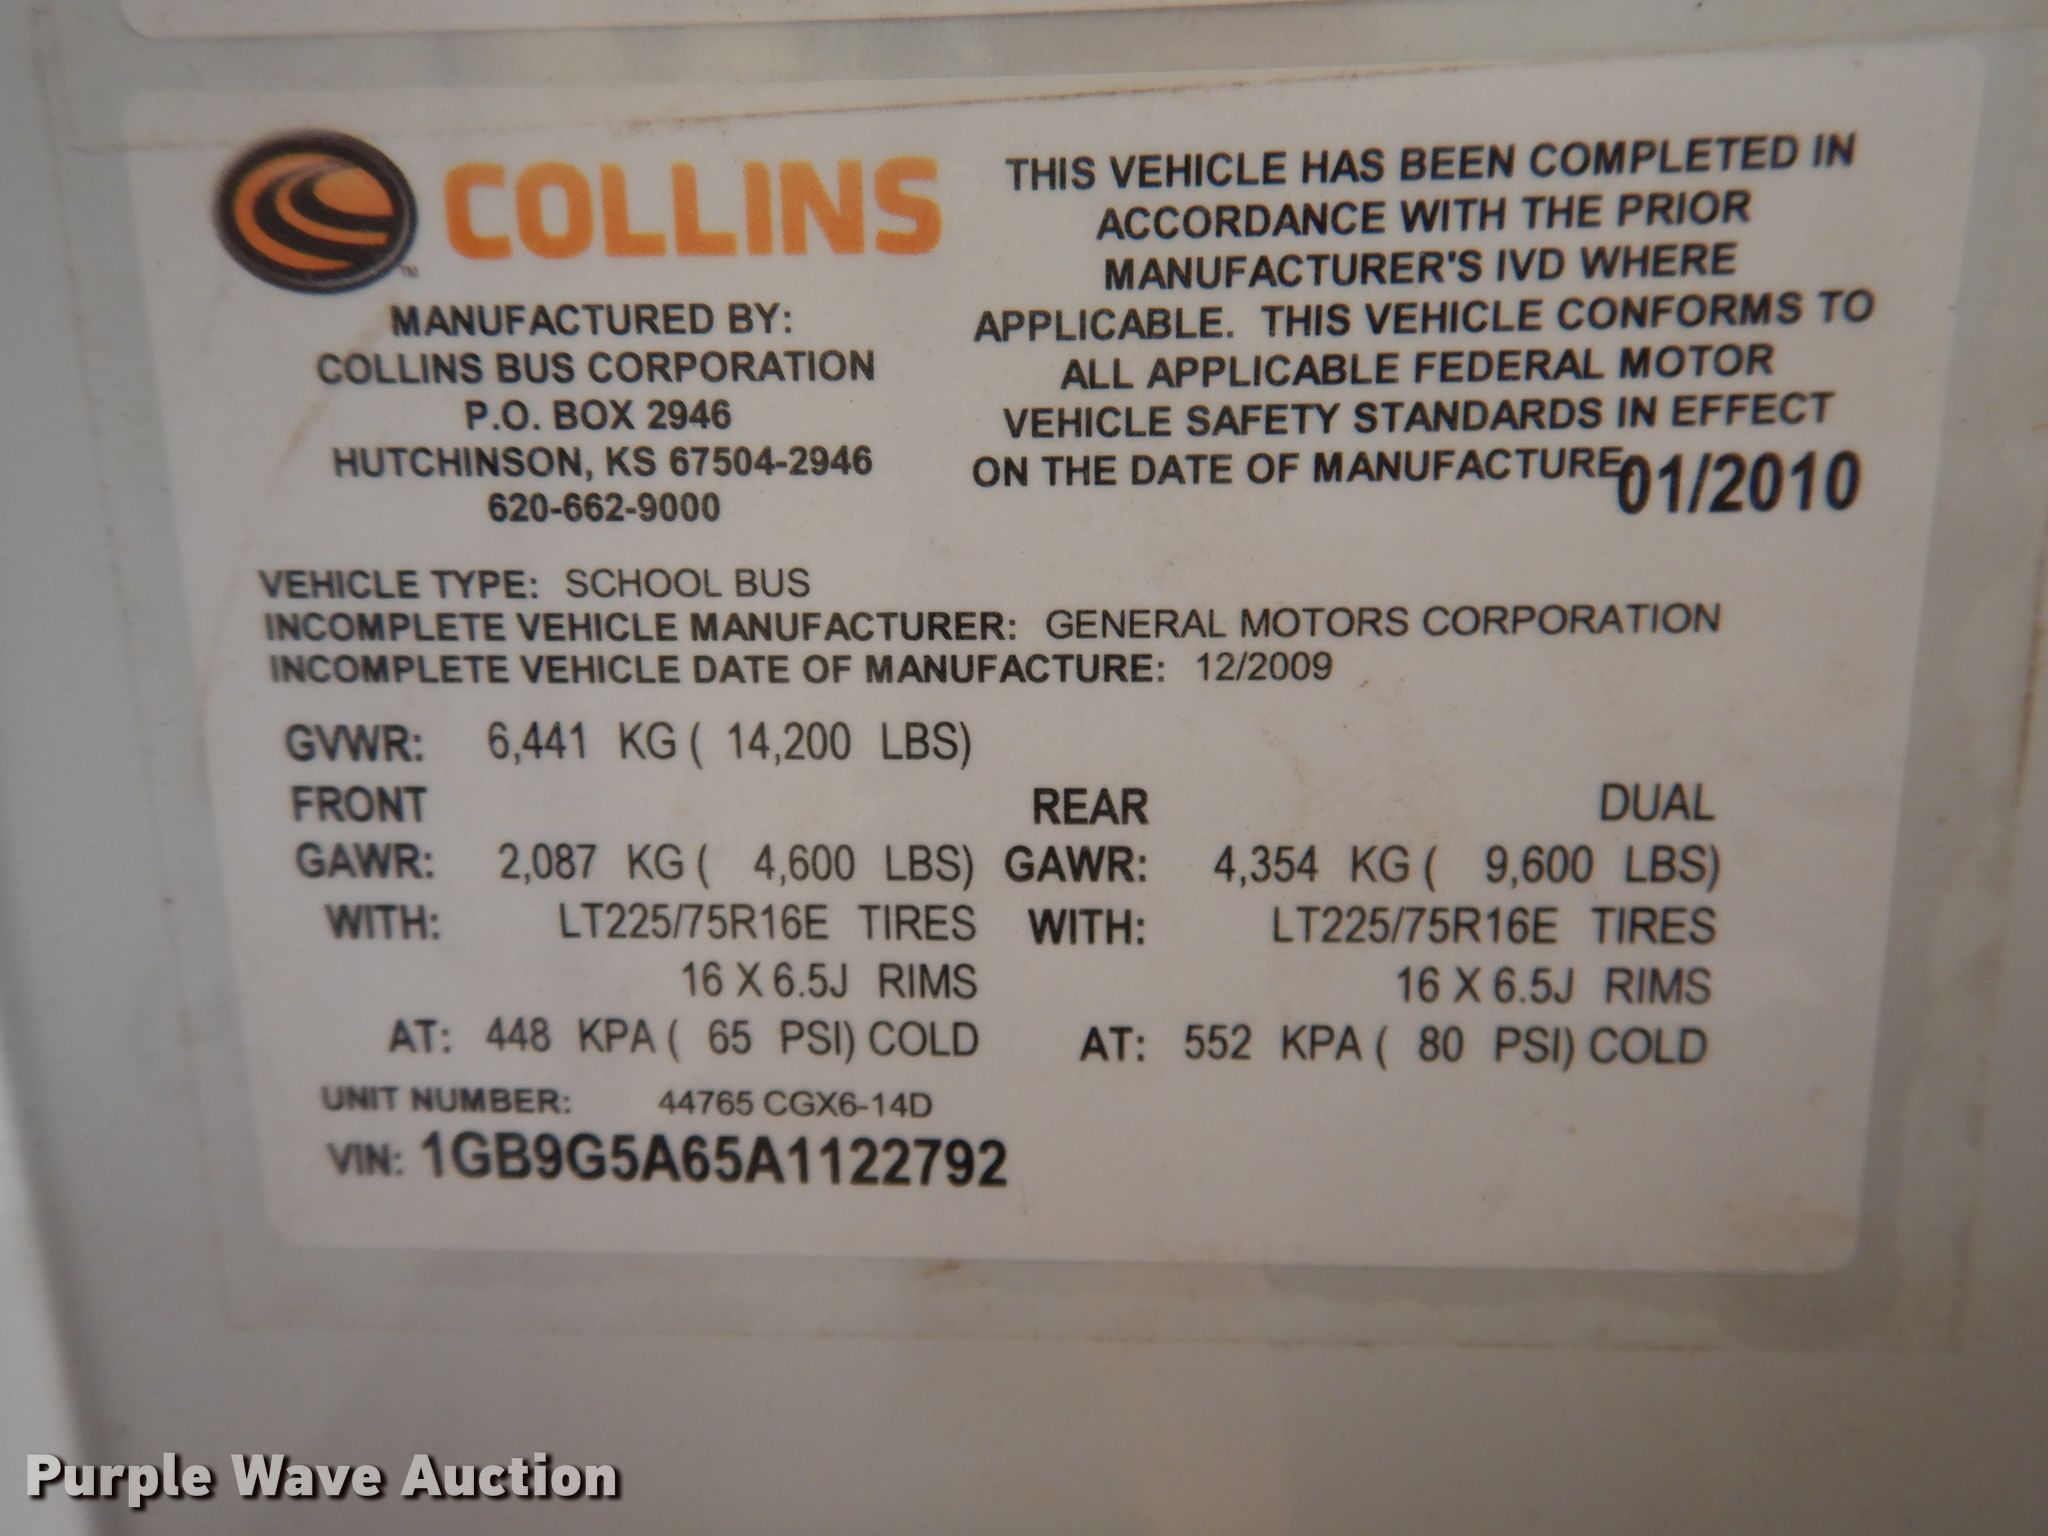 COLLINS
TM
MANUFACTURED BY:
COLLINS BUS CORPORATION
P.O. BOX 2946
HUTCHINSON, KS 67504-2946
620-662-9000
THIS VEHICLE HAS BEEN COMPLETED IN
ACCORDANCE WITH THE PRIOR
MANUFACTURER'S IVD WHERE
APPLICABLE. THIS VEHICLE CONFORMS TO
ALL APPLICABLE FEDERAL MOTOR
VEHICLE SAFETY STANDARDS IN EFFECT
ON THE DATE OF MANUFACTURE 01/2010
VEHICLE TYPE: SCHOOL BUS
INCOMPLETE VEHICLE MANUFACTURER: GENERAL MOTORS CORPORATION
INCOMPLETE VEHICLE DATE OF MANUFACTURE: 12/2009
GVWR: 6,441 KG ( 14,200 LBS)
FRONT REAR DUAL
GAWR: 2,087 KG ( 4,600 LBS) GAWR: 4,354 KG ( 9,600 LBS)
WITH: LT225/75R16E TIRES WITH: LT225/75R16E TIRES
16 X 6.5J RIMS 16 X 6.5J RIMS
AT: 448 KPA ( 65 PSI) COLD AT: 552 KPA ( 80 PSI) COLD
UNIT NUMBER: 44765 CGX6-14D
VIN: 1GB9G5A65A1122792
Purple Wave Auction